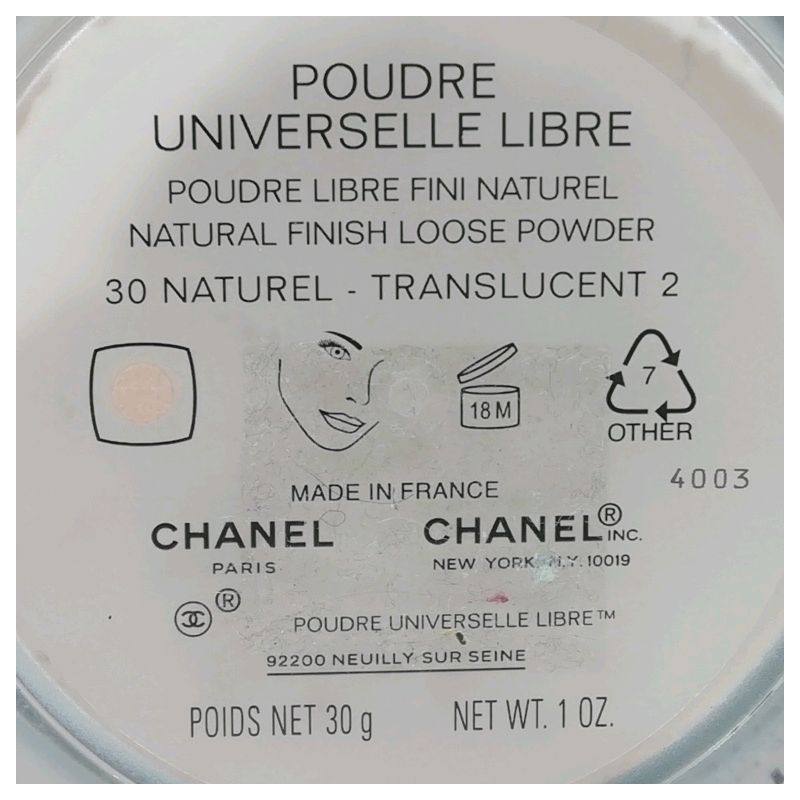 POUDRE
UNIVERSELLE LIBRE
POUDRE LIBRE FINI NATUREL
NATURAL FINISH LOOSE POWDER
30 NATUREL - TRANSLUCENT 2
18 M
7
OTHER
4003
MADE IN FRANCE
CHANEL
PARIS
CHANEL® INC.
NEW YORK, N.Y. 10019
®
POUDRE UNIVERSELLE LIBRE™
92200 NEUILLY SUR SEINE
POIDS NET 30 g
NET WT. 1 OZ.